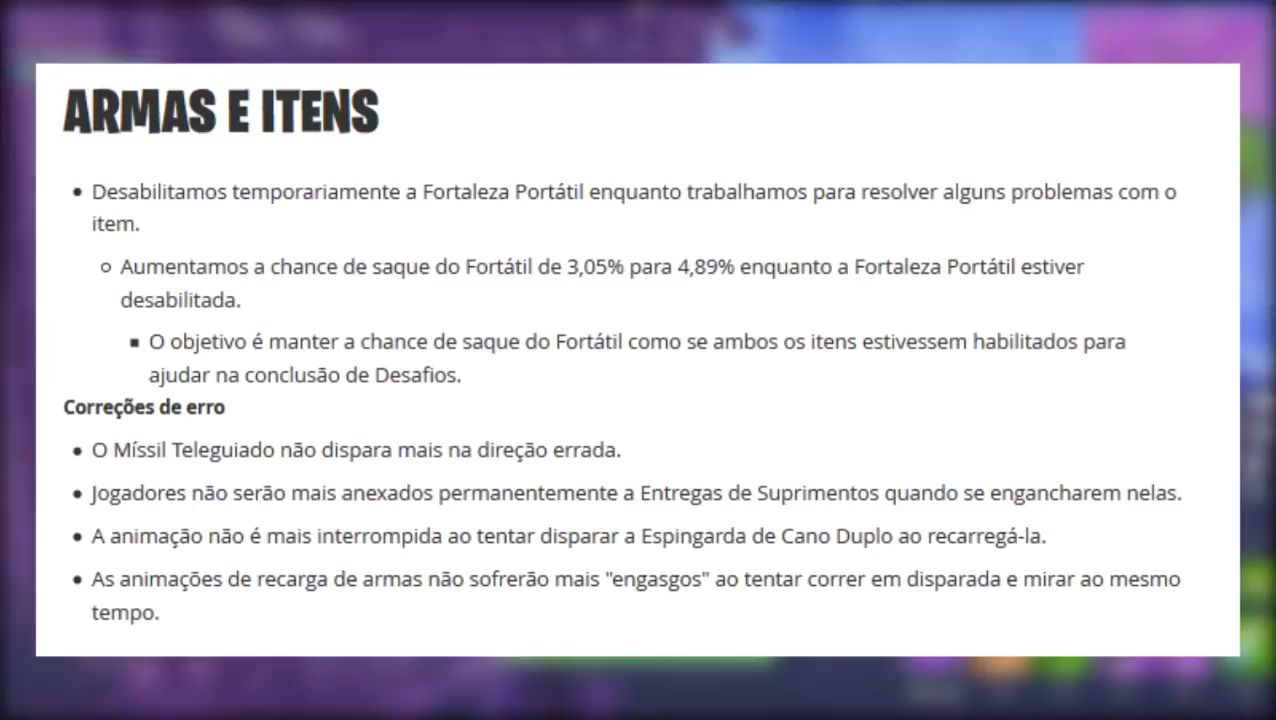 ARMAS E ITENS
• Desabilitamos temporariamente a Fortaleza Portátil enquanto trabalhamos para resolver alguns problemas com o
item.
○ Aumentamos a chance de saque do Fortátil de 3,05% para 4,89% enquanto a Fortaleza Portátil estiver
desabilitada.
▪ O objetivo é manter a chance de saque do Fortátil como se ambos os itens estivessem habilitados para
ajudar na conclusão de Desafios.
Correções de erro
• O Míssil Teleguiado não dispara mais na direção errada.
• Jogadores não serão mais anexados permanentemente a Entregas de Suprimentos quando se engancharem nelas.
• A animação não é mais interrompida ao tentar disparar a Espingarda de Cano Duplo ao recarregá-la.
• As animações de recarga de armas não sofrerão mais "engasgos" ao tentar correr em disparada e mirar ao mesmo
tempo.